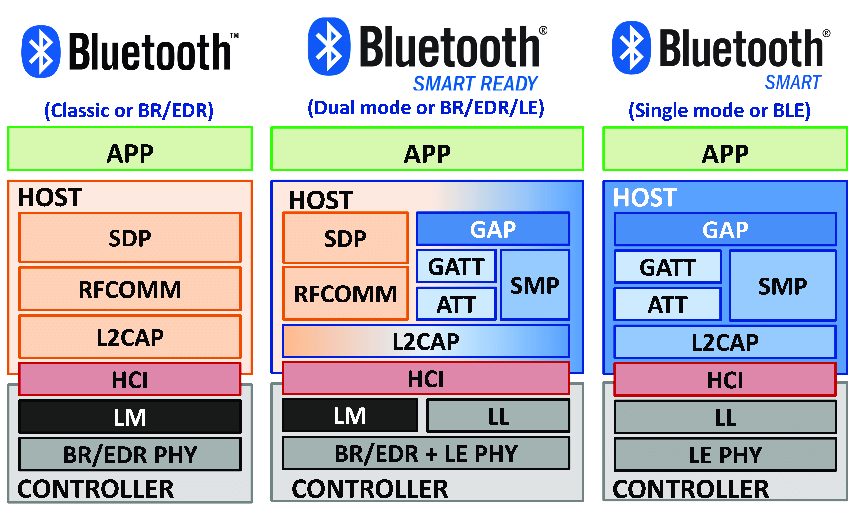 Bluetooth™
(Classic or BR/EDR)
APP
HOST
SDP
RFCOMM
L2CAP
HCI
LM
BR/EDR PHY
CONTROLLER
Bluetooth®
SMART READY
(Dual mode or BR/EDR/LE)
APP
HOST
SDP
GAP
RFCOMM
GATT
ATT
SMP
L2CAP
HCI
LM
LL
BR/EDR + LE PHY
CONTROLLER
Bluetooth®
SMART
(Single mode or BLE)
APP
HOST
GAP
GATT
ATT
SMP
L2CAP
HCI
LL
LE PHY
CONTROLLER